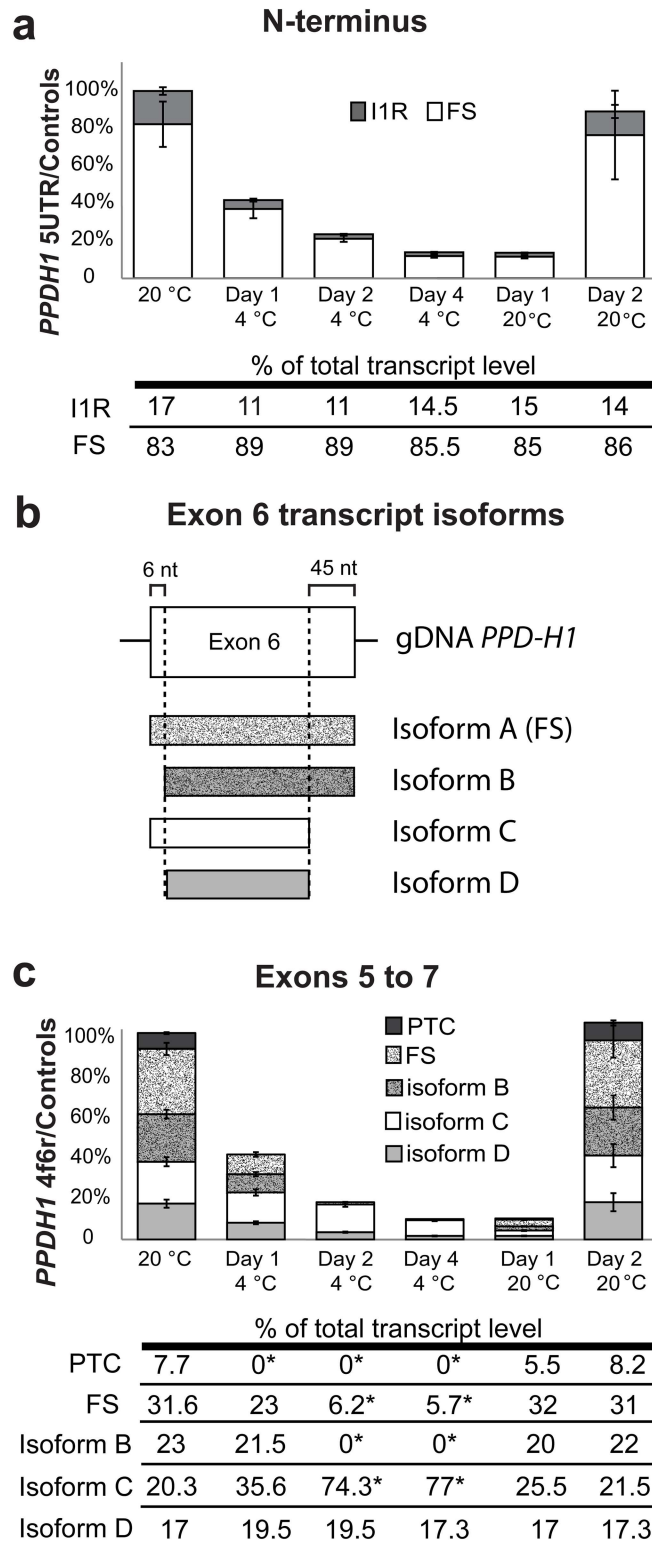 a
N-terminus
PPDH1 5UTR/Controls
100%
80%
60%
40%
20%
0
I1R FS
20 °C Day 1 Day 2 Day 4 Day 1 Day 2
4 °C 4 °C 4 °C 20°C 20°C
% of total transcript level
I1R 17 11 11 14.5 15 14
FS 83 89 89 85.5 85 86
b
Exon 6 transcript isoforms
6 nt 45 nt
Exon 6 gDNA PPD-H1
Isoform A (FS)
Isoform B
Isoform C
Isoform D
c
Exons 5 to 7
PPDH1 4f6r/Controls
100%
80%
60%
40%
20%
0
PTC
FS
isoform B
isoform C
isoform D
20 °C Day 1 Day 2 Day 4 Day 1 Day 2
4 °C 4 °C 4 °C 20 °C 20°C
% of total transcript level
PTC 7.7 0* 0* 0* 5.5 8.2
FS 31.6 23 6.2* 5.7* 32 31
Isoform B 23 21.5 0* 0* 20 22
Isoform C 20.3 35.6 74.3* 77* 25.5 21.5
Isoform D 17 19.5 19.5 17.3 17 17.3